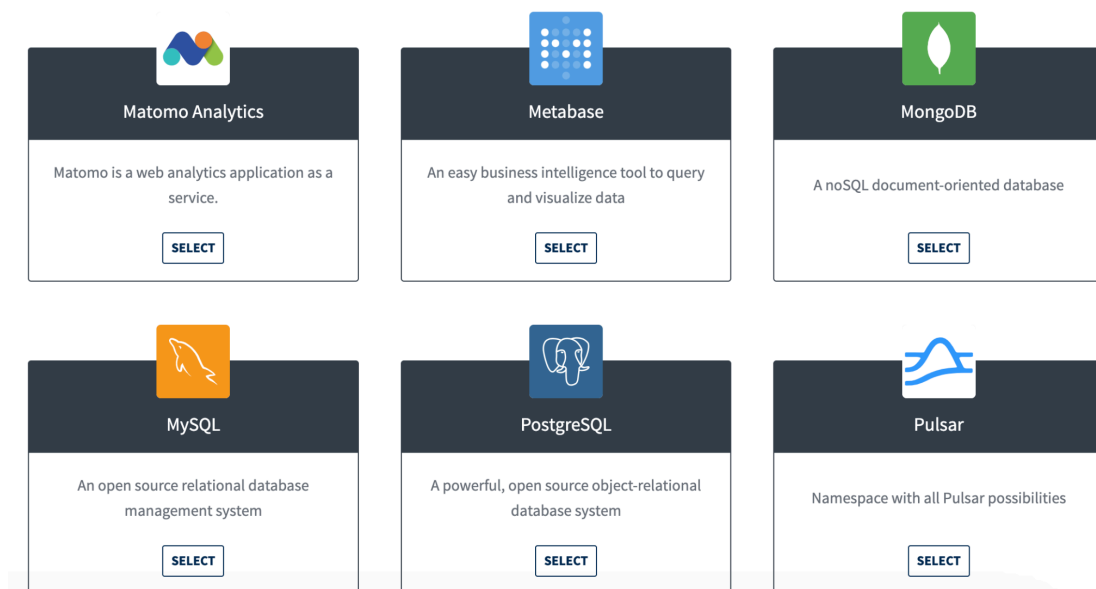 Matomo Analytics
Matomo is a web analytics application as a
service.
SELECT
Metabase
An easy business intelligence tool to query
and visualize data
SELECT
MongoDB
A noSQL document-oriented database
SELECT
MySQL
An open source relational database
management system
SELECT
PostgreSQL
A powerful, open source object-relational
database system
SELECT
Pulsar
Namespace with all Pulsar possibilities
SELECT